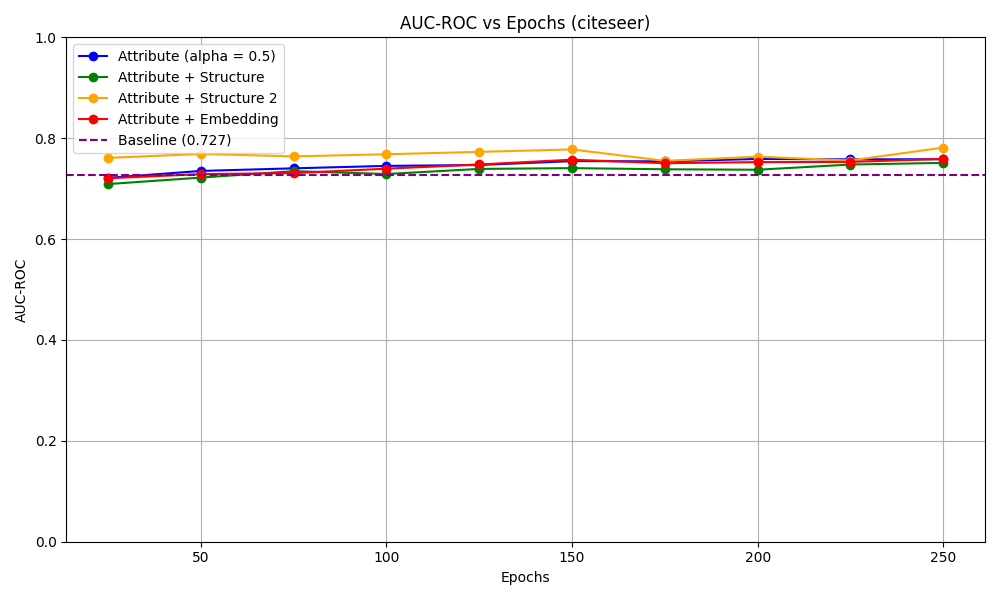 AUC-ROC vs Epochs (citeseer)
Attribute (alpha = 0.5)
Attribute + Structure
Attribute + Structure 2
Attribute + Embedding
Baseline (0.727)
AUC-ROC
1.0
0.8
0.6
0.4
0.2
0.0
50 100 150 200 250
Epochs